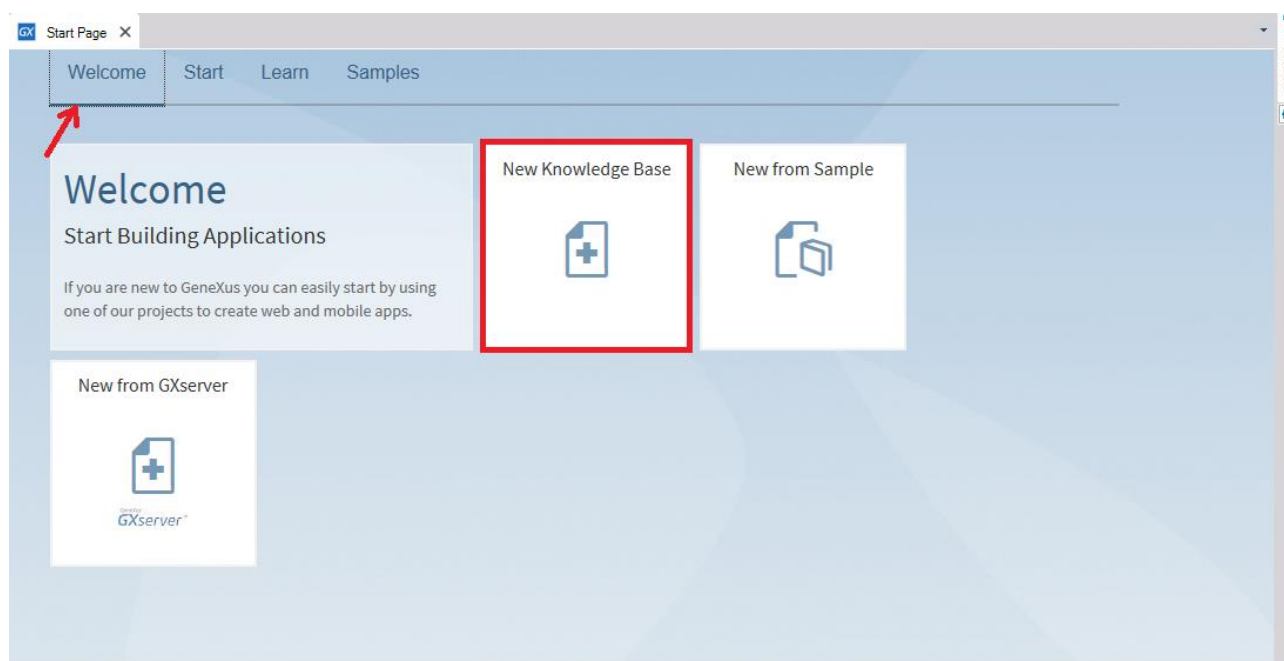 GX Start Page
Welcome Start Learn Samples
Welcome
Start Building Applications
If you are new to GeneXus you can easily start by using
one of our projects to create web and mobile apps.
New Knowledge Base
New from Sample
New from GXserver
GeneXus
GXserver™